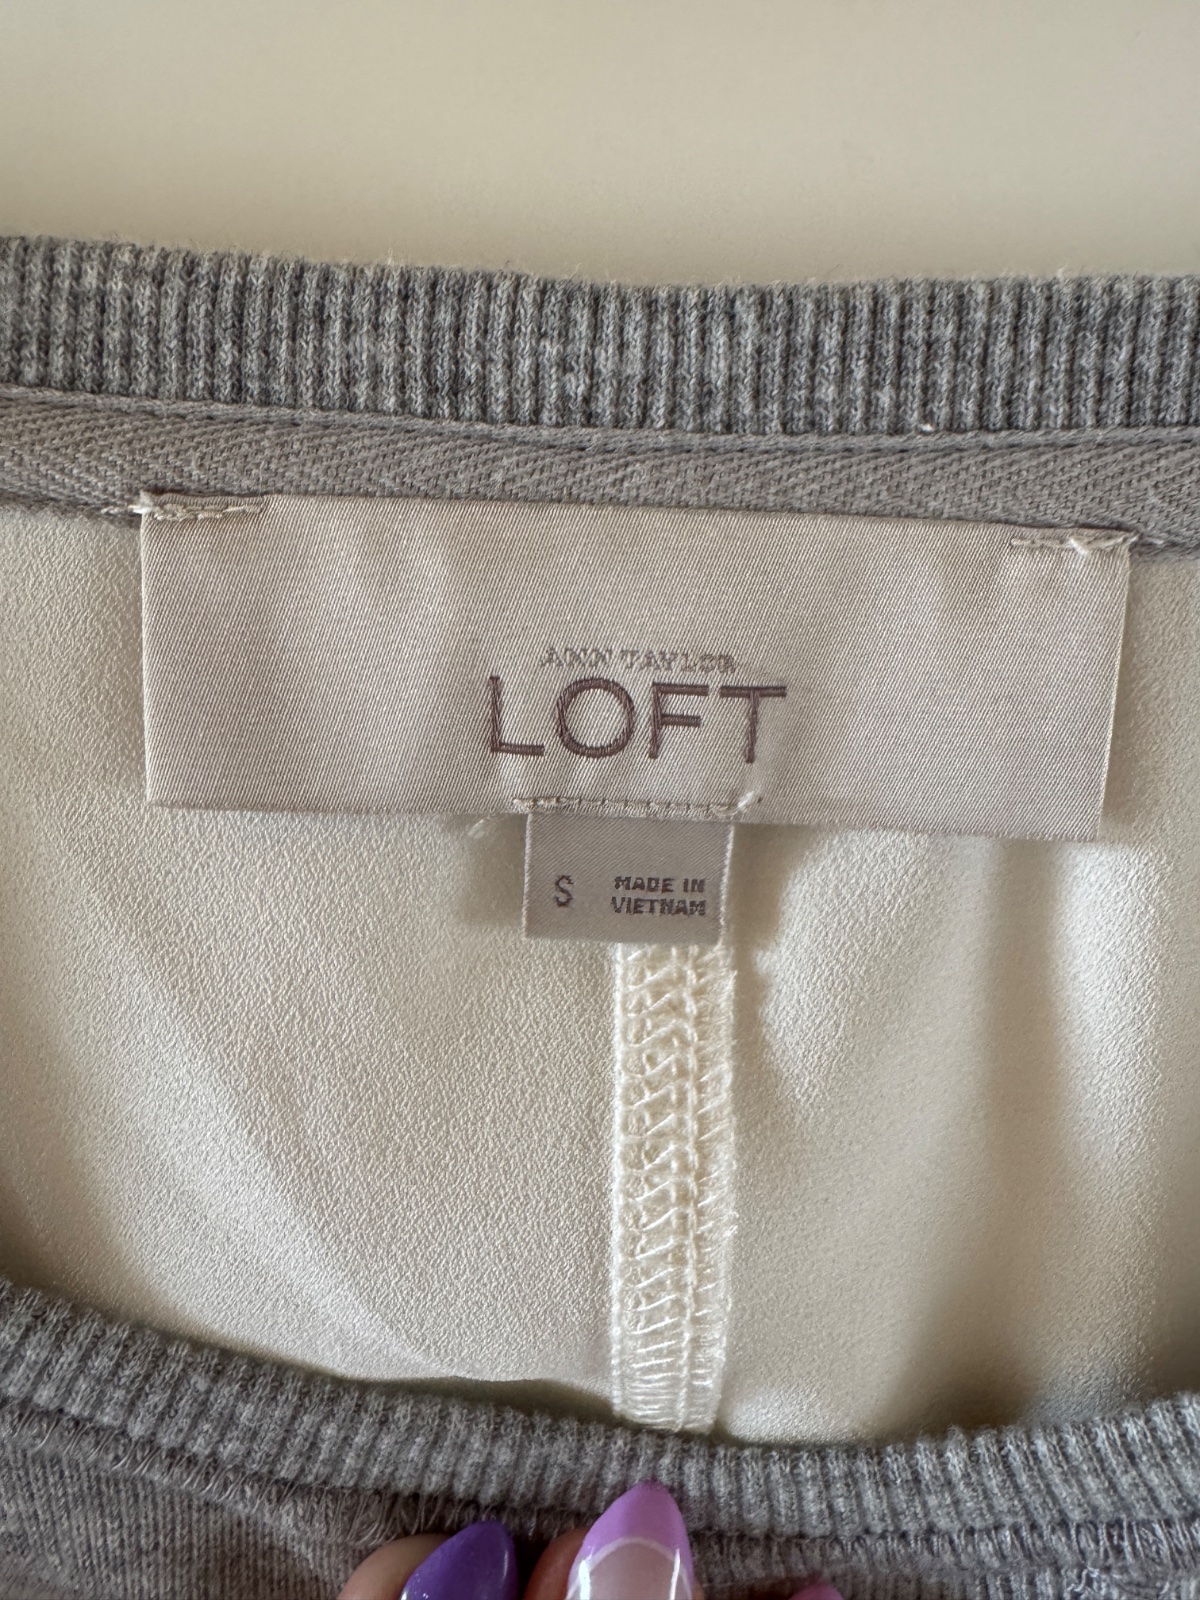 ANN TAYLOR
LOFT
S
MADE IN
VIETNAM